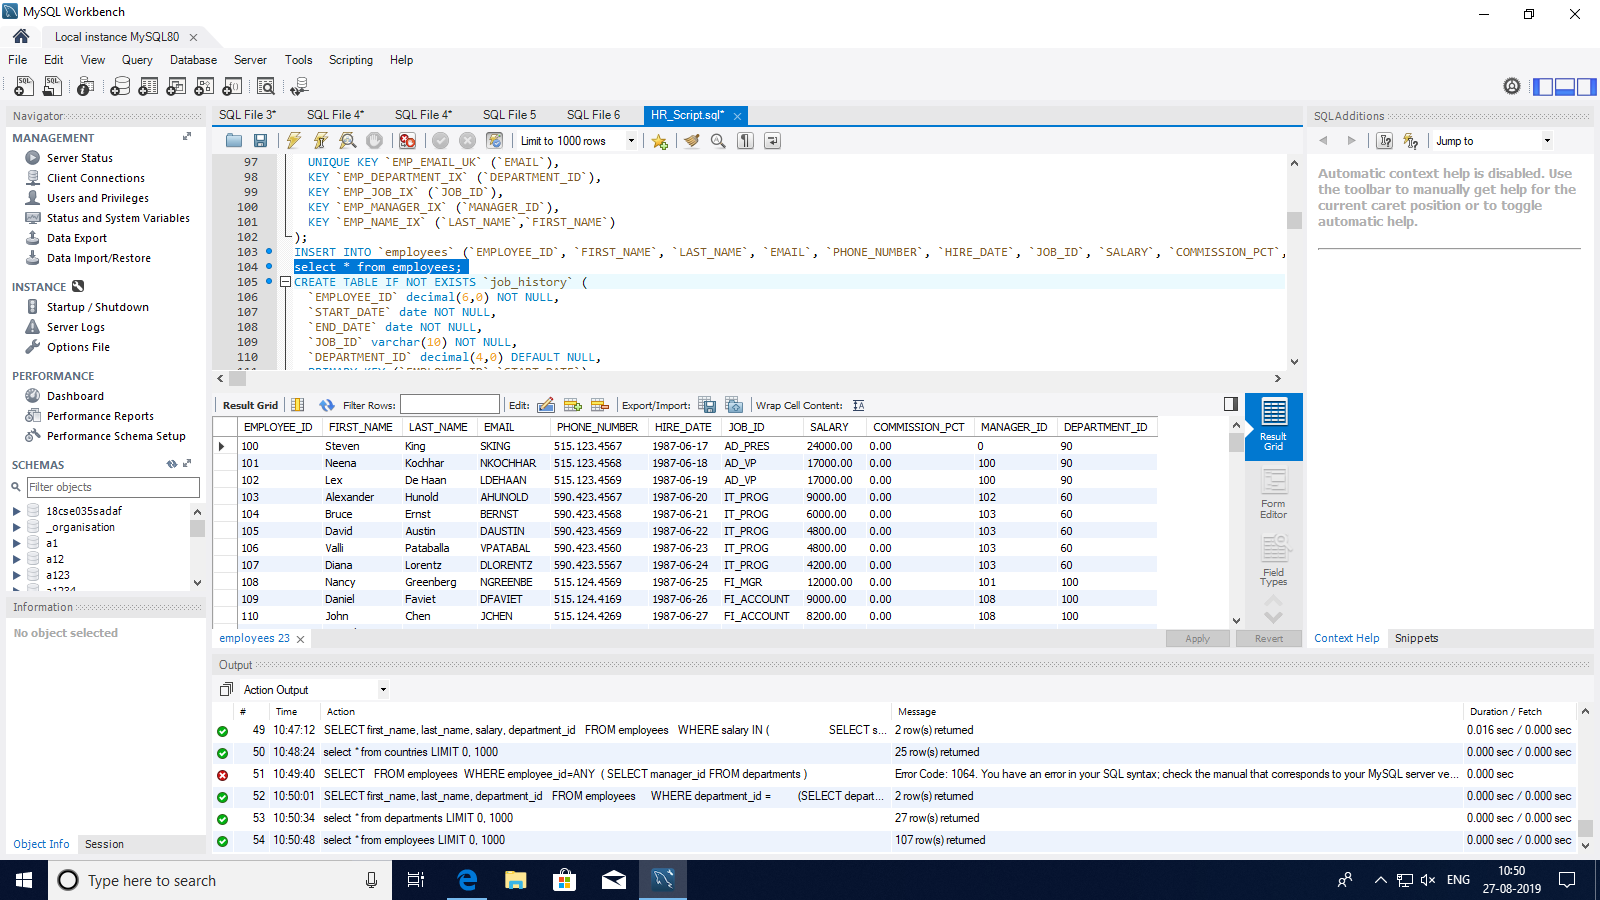 MySQL Workbench
Local instance MySQL80
File Edit View Query Database Server Tools Scripting Help
Navigator
MANAGEMENT
Server Status
Client Connections
Users and Privileges
Status and System Variables
Data Export
Data Import/Restore
INSTANCE
Startup / Shutdown
Server Logs
Options File
PERFORMANCE
Dashboard
Performance Reports
Performance Schema Setup
SCHEMAS
Filter objects
18cse035sadaf
_organisation
a1
a12
a123
a1234
Information
No object selected
Object Info Session
SQL File 3* SQL File 4* SQL File 4* SQL File 5 SQL File 6 HR_Script.sql*
Limit to 1000 rows
97 UNIQUE KEY `EMP_EMAIL_UK` (`EMAIL`),
98 KEY `EMP_DEPARTMENT_IX` (`DEPARTMENT_ID`),
99 KEY `EMP_JOB_IX` (`JOB_ID`),
100 KEY `EMP_MANAGER_IX` (`MANAGER_ID`),
101 KEY `EMP_NAME_IX` (`LAST_NAME`,`FIRST_NAME`)
102 );
103 INSERT INTO `employees` (`EMPLOYEE_ID`, `FIRST_NAME`, `LAST_NAME`, `EMAIL`, `PHONE_NUMBER`, `HIRE_DATE`, `JOB_ID`, `SALARY`, `COMMISSION_PCT`,
104 select * from employees;
105 CREATE TABLE IF NOT EXISTS `job_history` (
106 `EMPLOYEE_ID` decimal(6,0) NOT NULL,
107 `START_DATE` date NOT NULL,
108 `END_DATE` date NOT NULL,
109 `JOB_ID` varchar(10) NOT NULL,
110 `DEPARTMENT_ID` decimal(4,0) DEFAULT NULL,
111 PRIMARY KEY (`EMPLOYEE_ID`,`START_DATE`)
Result Grid Filter Rows: Edit: Export/Import: Wrap Cell Content:
EMPLOYEE_ID FIRST_NAME LAST_NAME EMAIL PHONE_NUMBER HIRE_DATE JOB_ID SALARY COMMISSION_PCT MANAGER_ID DEPARTMENT_ID
100 Steven King SKING 515.123.4567 1987-06-17 AD_PRES 24000.00 0.00 0 90
101 Neena Kochhar NKOCHHAR 515.123.4568 1987-06-18 AD_VP 17000.00 0.00 100 90
102 Lex De Haan LDEHAAN 515.123.4569 1987-06-19 AD_VP 17000.00 0.00 100 90
103 Alexander Hunold AHUNOLD 590.423.4567 1987-06-20 IT_PROG 9000.00 0.00 102 60
104 Bruce Ernst BERNST 590.423.4568 1987-06-21 IT_PROG 6000.00 0.00 103 60
105 David Austin DAUSTIN 590.423.4569 1987-06-22 IT_PROG 4800.00 0.00 103 60
106 Valli Pataballa VPATABAL 590.423.4560 1987-06-23 IT_PROG 4800.00 0.00 103 60
107 Diana Lorentz DLORENTZ 590.423.5567 1987-06-24 IT_PROG 4200.00 0.00 103 60
108 Nancy Greenberg NGREENBE 515.124.4569 1987-06-25 FI_MGR 12000.00 0.00 101 100
109 Daniel Faviet DFAVIET 515.124.4169 1987-06-26 FI_ACCOUNT 9000.00 0.00 108 100
110 John Chen JCHEN 515.124.4269 1987-06-27 FI_ACCOUNT 8200.00 0.00 108 100
employees 23
Apply Revert
Result Grid
Form Editor
Field Types
SQLAdditions
Jump to
Automatic context help is disabled. Use
the toolbar to manually get help for the
current caret position or to toggle
automatic help.
Context Help Snippets
Output
Action Output
# Time Action Message Duration / Fetch
49 10:47:12 SELECT first_name, last_name, salary, department_id FROM employees WHERE salary IN ( SELECT s... 2 row(s) returned 0.016 sec / 0.000 sec
50 10:48:24 select * from countries LIMIT 0, 1000 25 row(s) returned 0.000 sec / 0.000 sec
51 10:49:40 SELECT FROM employees WHERE employee_id=ANY ( SELECT manager_id FROM departments ) Error Code: 1064. You have an error in your SQL syntax; check the manual that corresponds to your MySQL server ve... 0.000 sec
52 10:50:01 SELECT first_name, last_name, department_id FROM employees WHERE department_id = (SELECT depart... 2 row(s) returned 0.000 sec / 0.000 sec
53 10:50:34 select * from departments LIMIT 0, 1000 27 row(s) returned 0.000 sec / 0.000 sec
54 10:50:48 select * from employees LIMIT 0, 1000 107 row(s) returned 0.000 sec / 0.000 sec
Type here to search
ENG
10:50
27-08-2019